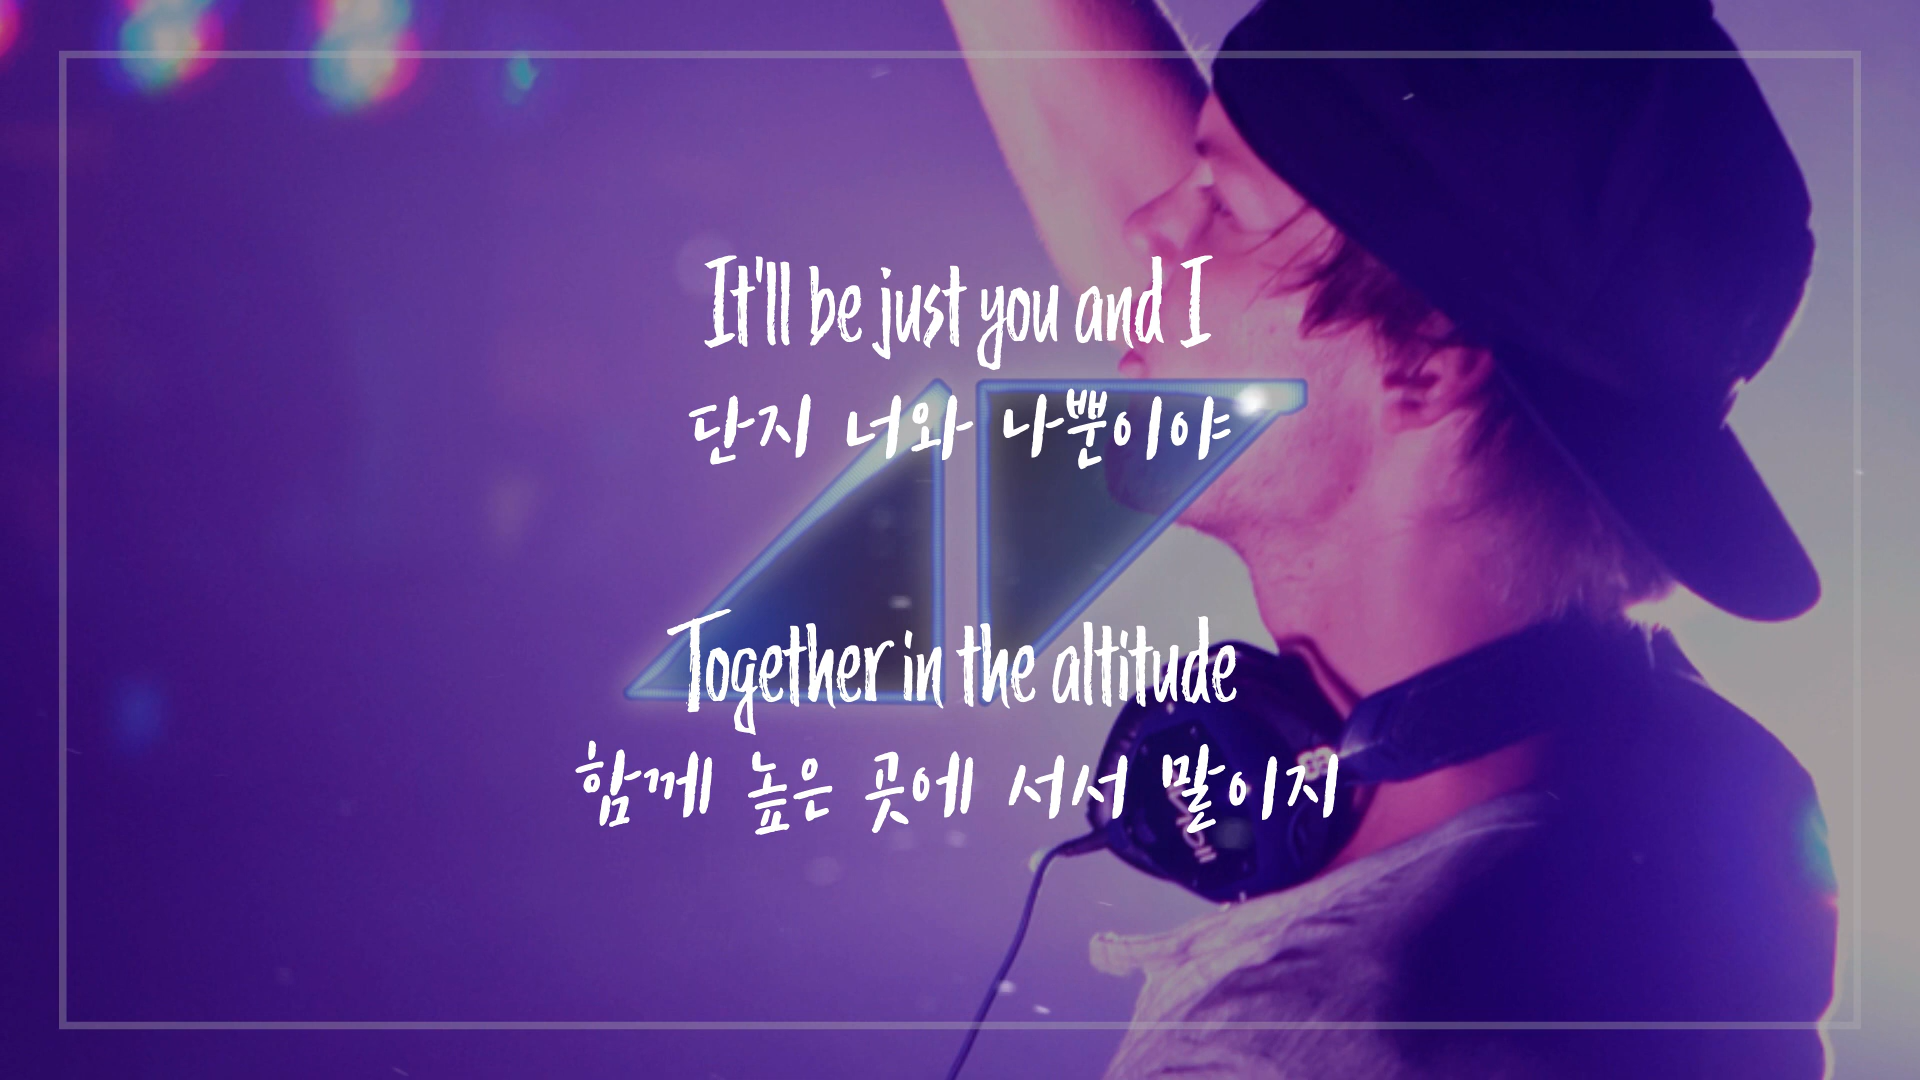 It'll be just you and I
단지 너와 나뿐이야
Together in the altitude
함께 높은 곳에 서서 말이지